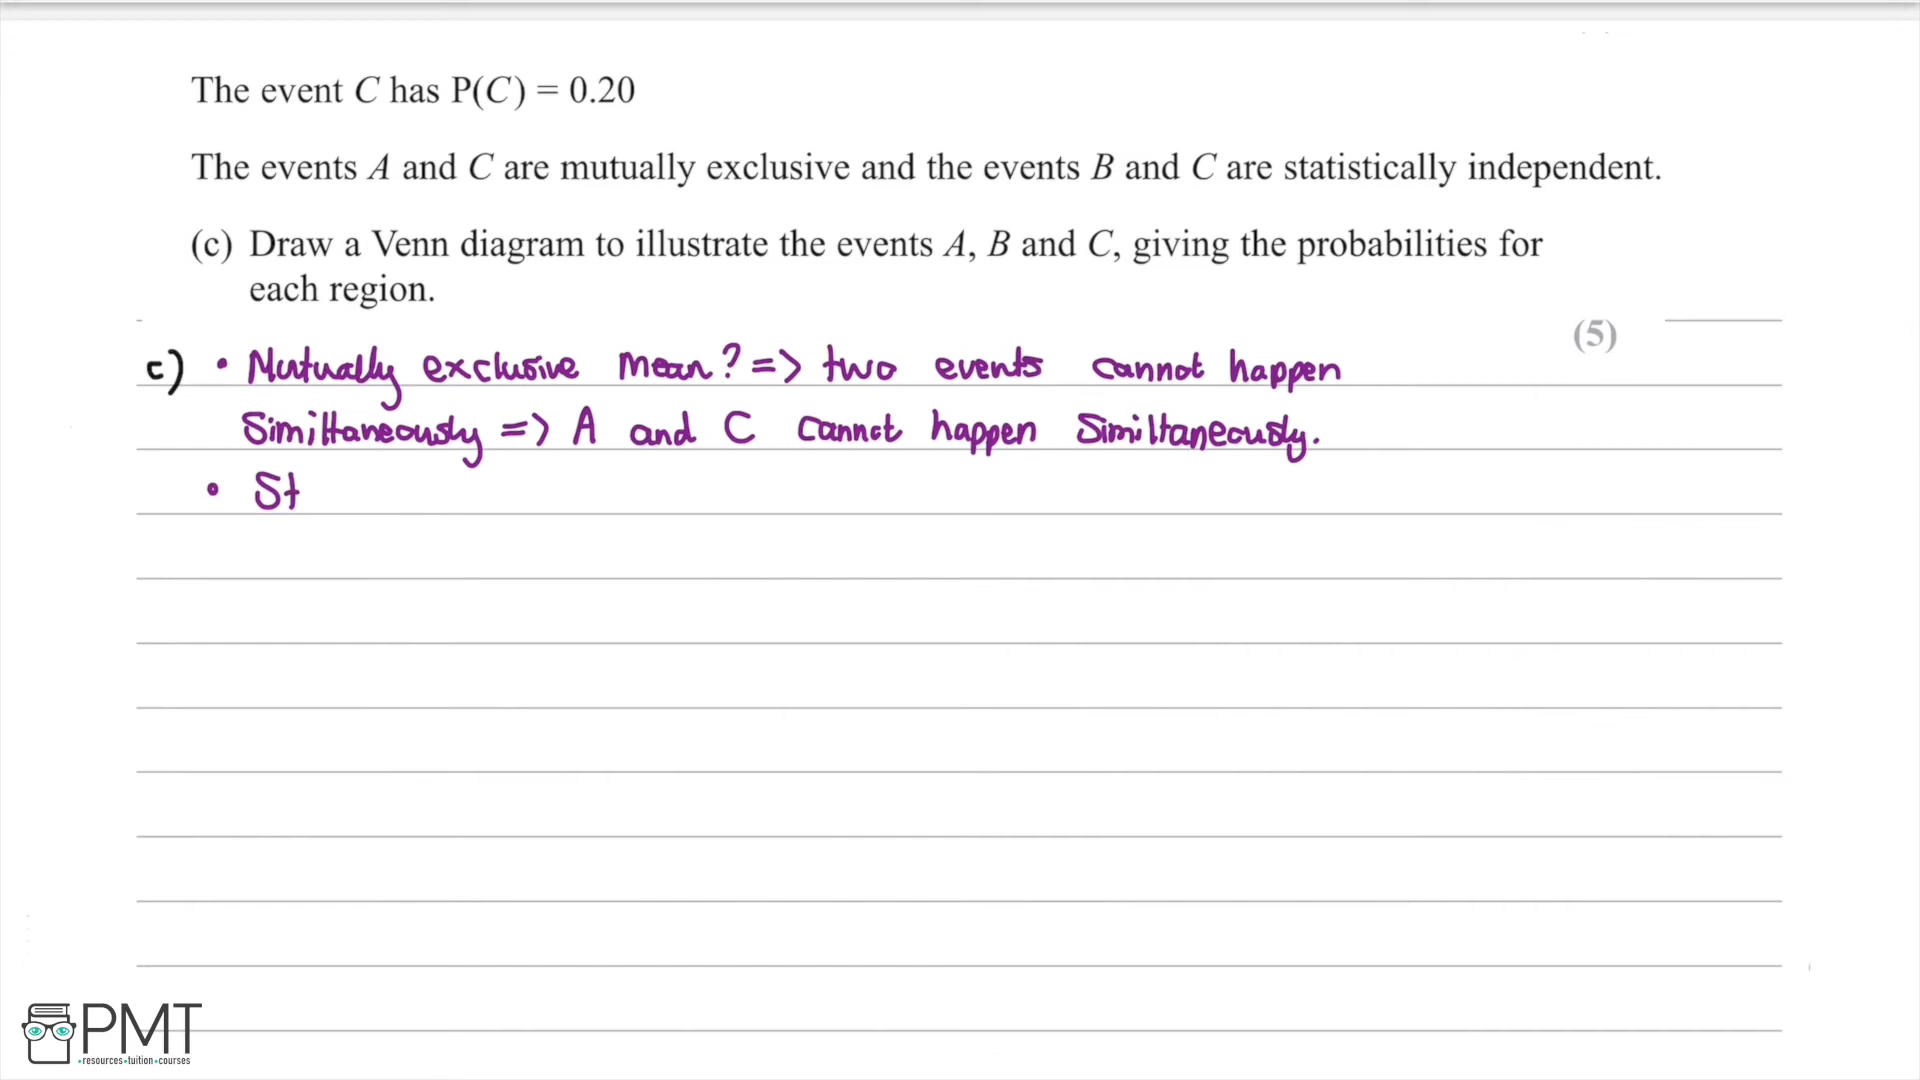 The event C has P(C) = 0.20
The events A and C are mutually exclusive and the events B and C are statistically independent.
(c) Draw a Venn diagram to illustrate the events A, B and C, giving the probabilities for
each region.
(5)
c) • Mutually exclusive mean? => two events cannot happen
Similtaneously => A and C cannot happen Similtaneously.
• St
PMT
•resources•tuition•courses